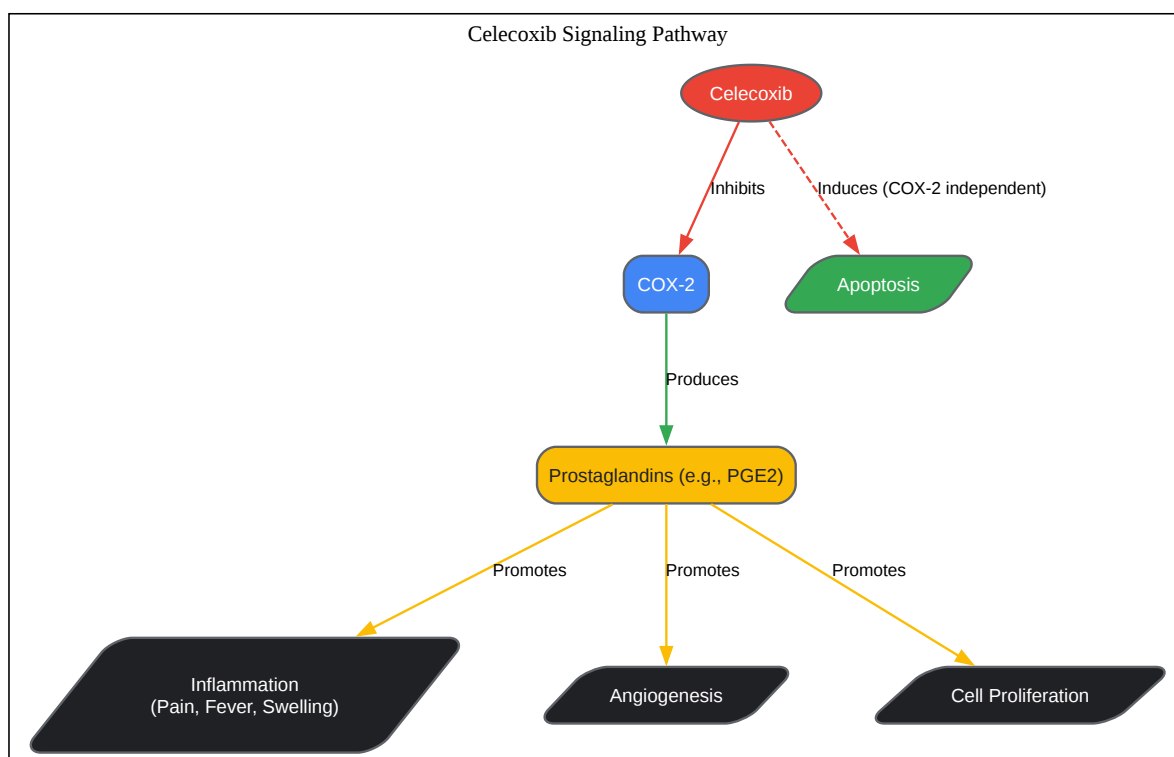 Celecoxib Signaling Pathway
Celecoxib
Inhibits
Induces (COX-2 independent)
COX-2
Apoptosis
Produces
Prostaglandins (e.g., PGE2)
Promotes
Promotes
Promotes
Inflammation
(Pain, Fever, Swelling)
Angiogenesis
Cell Proliferation